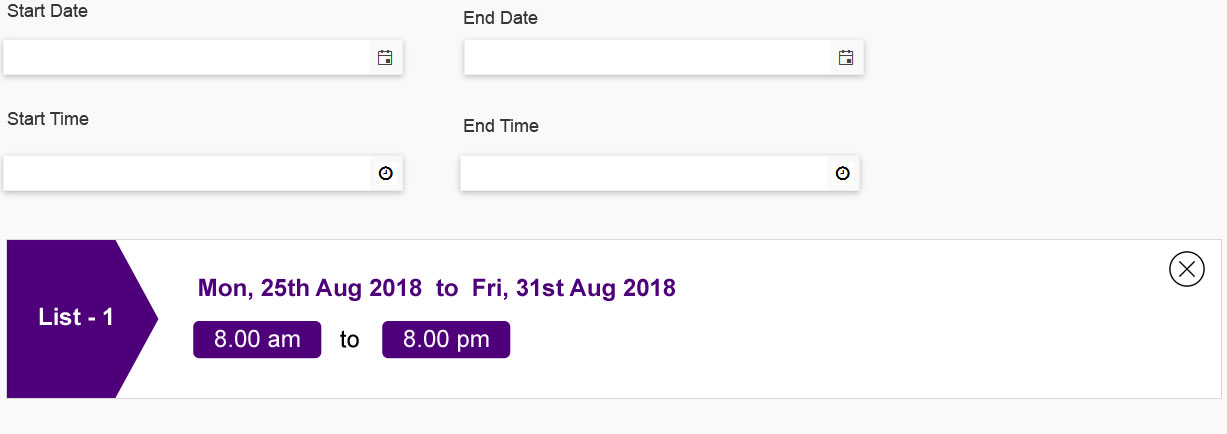 Start Date
End Date
Start Time
End Time
List - 1
Mon, 25th Aug 2018 to Fri, 31st Aug 2018
8.00 am to 8.00 pm